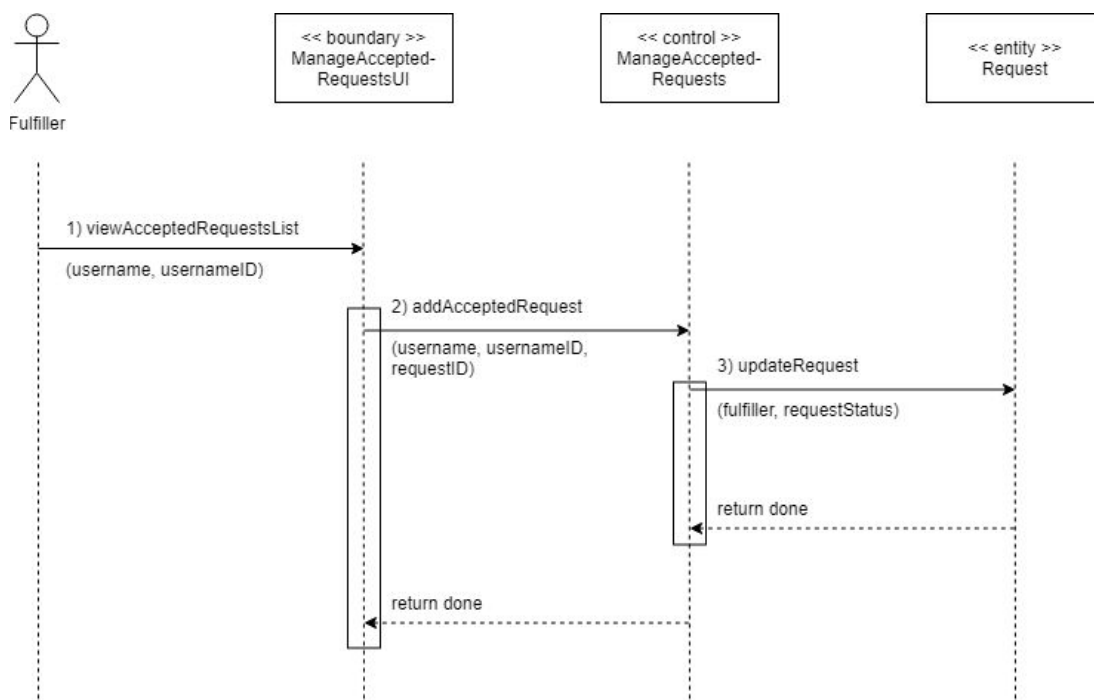 << boundary >>
ManageAccepted-
RequestsUI
<< control >>
ManageAccepted-
Requests
<< entity >>
Request
Fulfiller
1) viewAcceptedRequestsList
(username, usernameID)
2) addAcceptedRequest
(username, usernameID,
requestID)
3) updateRequest
(fulfiller, requestStatus)
return done
return done